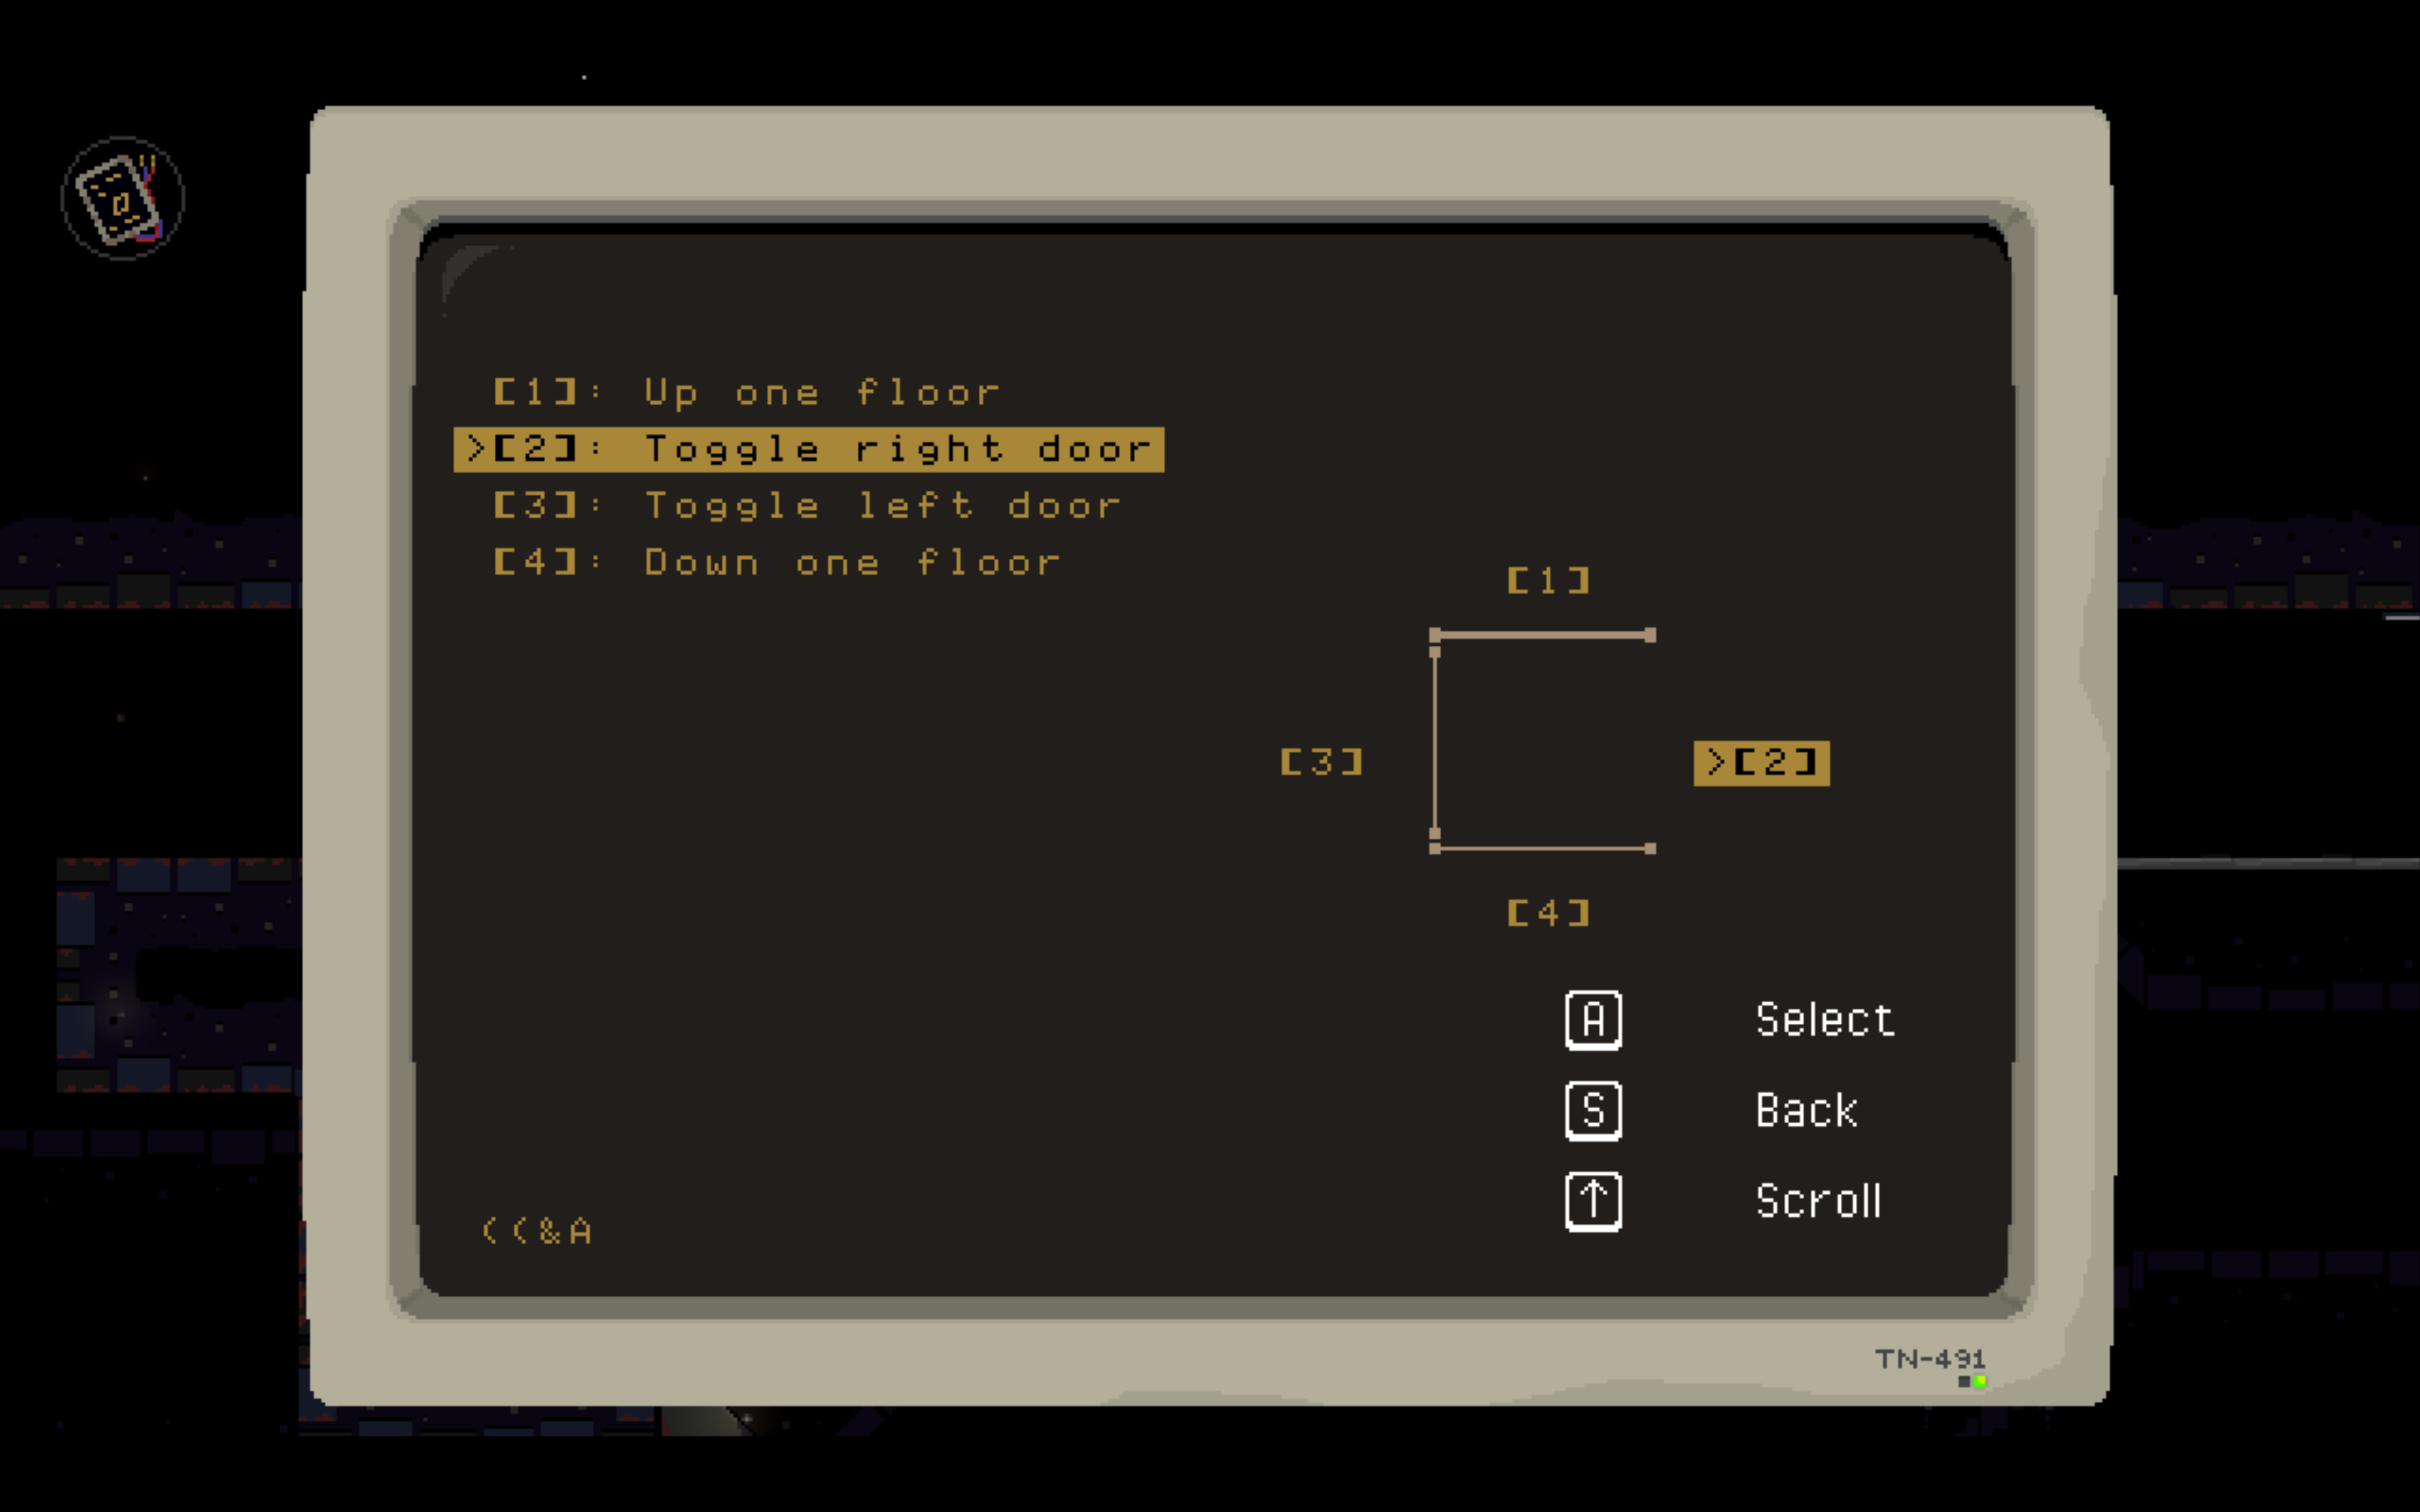 [1]: Up one floor
>[2]: Toggle right door
[3]: Toggle left door
[4]: Down one floor
[1]
[3]
>[2]
[4]
A Select
S Back
↑ Scroll
((&A
TN-491